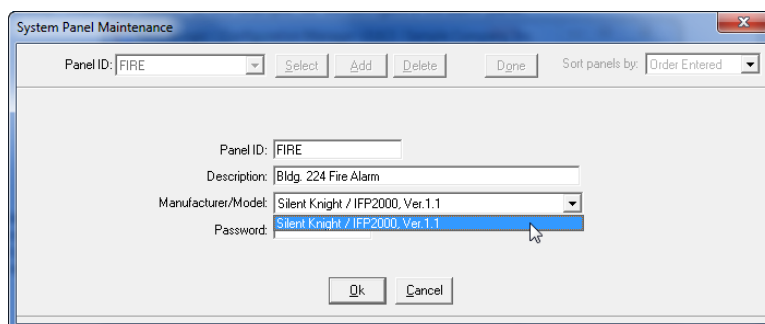 System Panel Maintenance
Panel ID: FIRE Select Add Delete Done Sort panels by: Order Entered
Panel ID: FIRE
Description: Bldg. 224 Fire Alarm
Manufacturer/Model: Silent Knight / IFP2000, Ver.1.1
Silent Knight / IFP2000, Ver.1.1
Password:
Ok Cancel